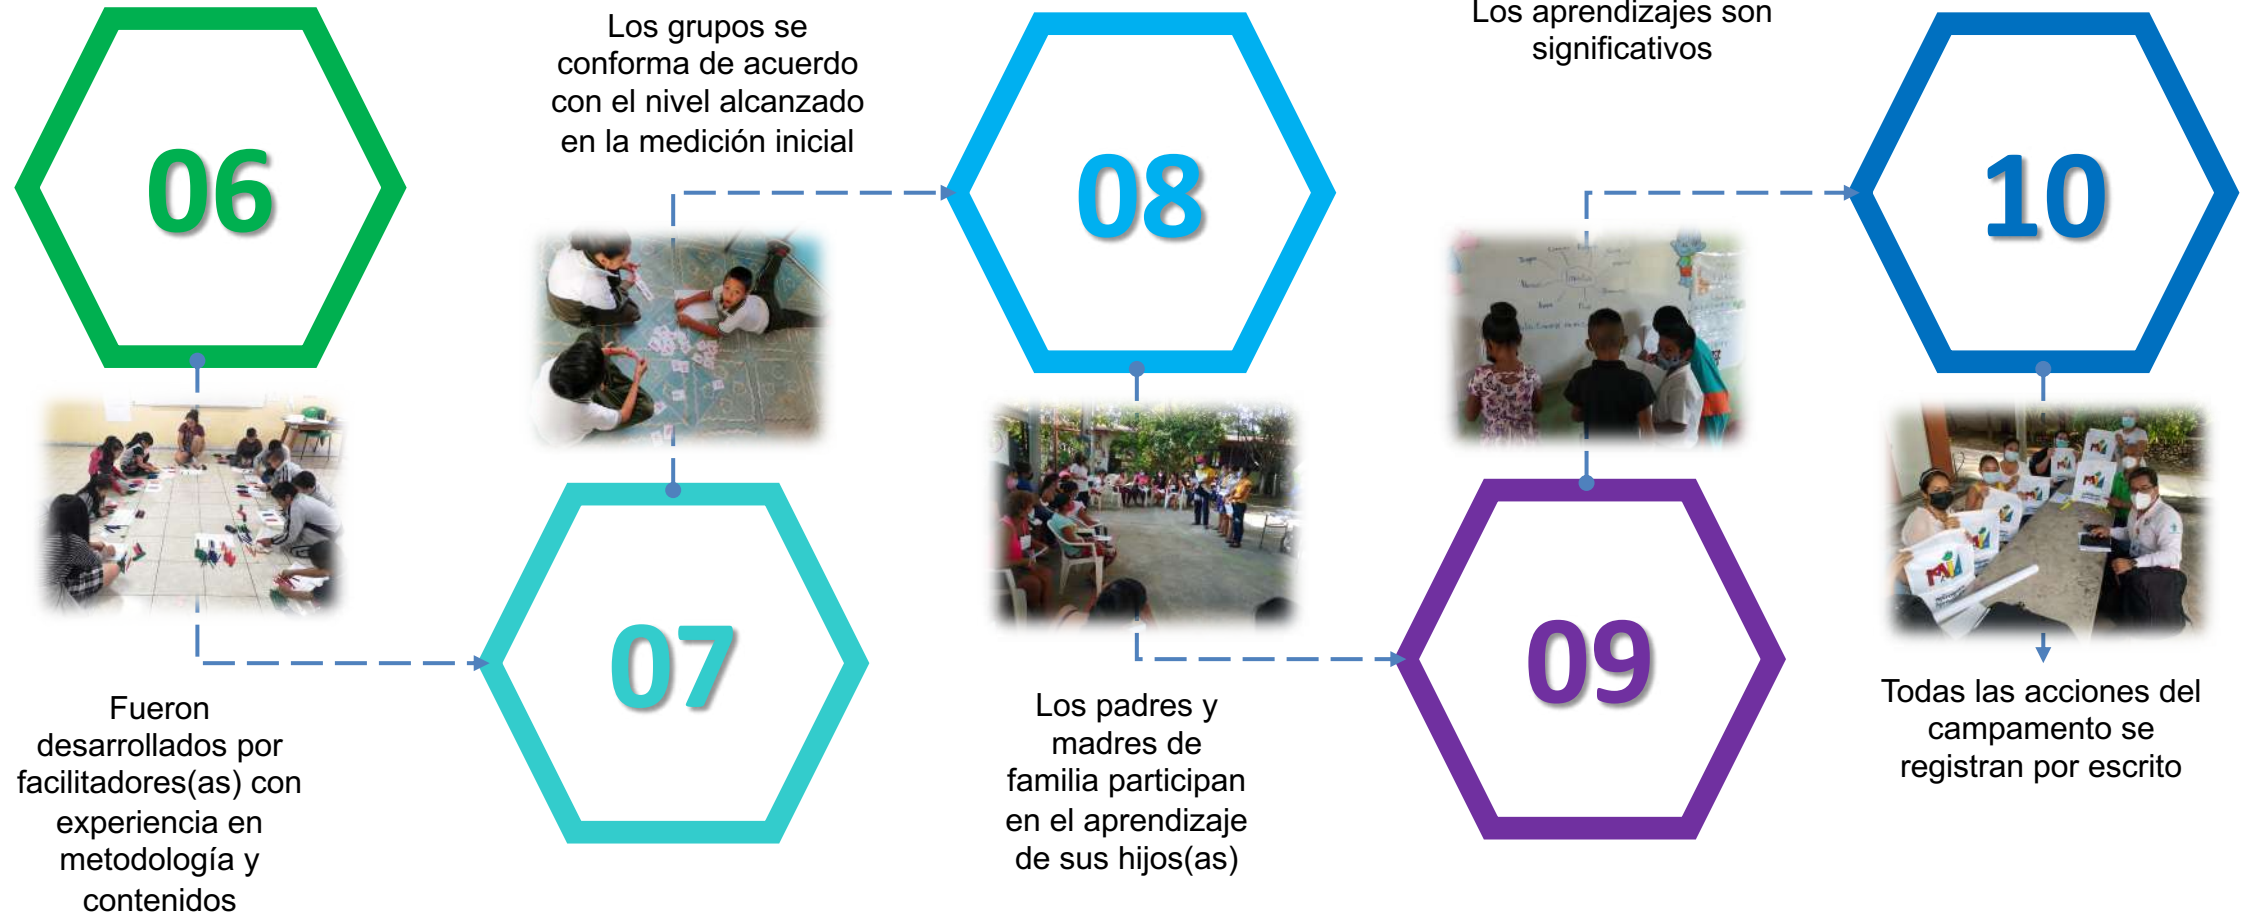 06
Fueron
desarrollados por
facilitadores(as) con
experiencia en
metodología y
contenidos
Los grupos se
conforma de acuerdo
con el nivel alcanzado
en la medición inicial
07
08
Los padres y
madres de
familia participan
en el aprendizaje
de sus hijos(as)
Los aprendizajes son
significativos
09
10
Todas las acciones del
campamento se
registran por escrito